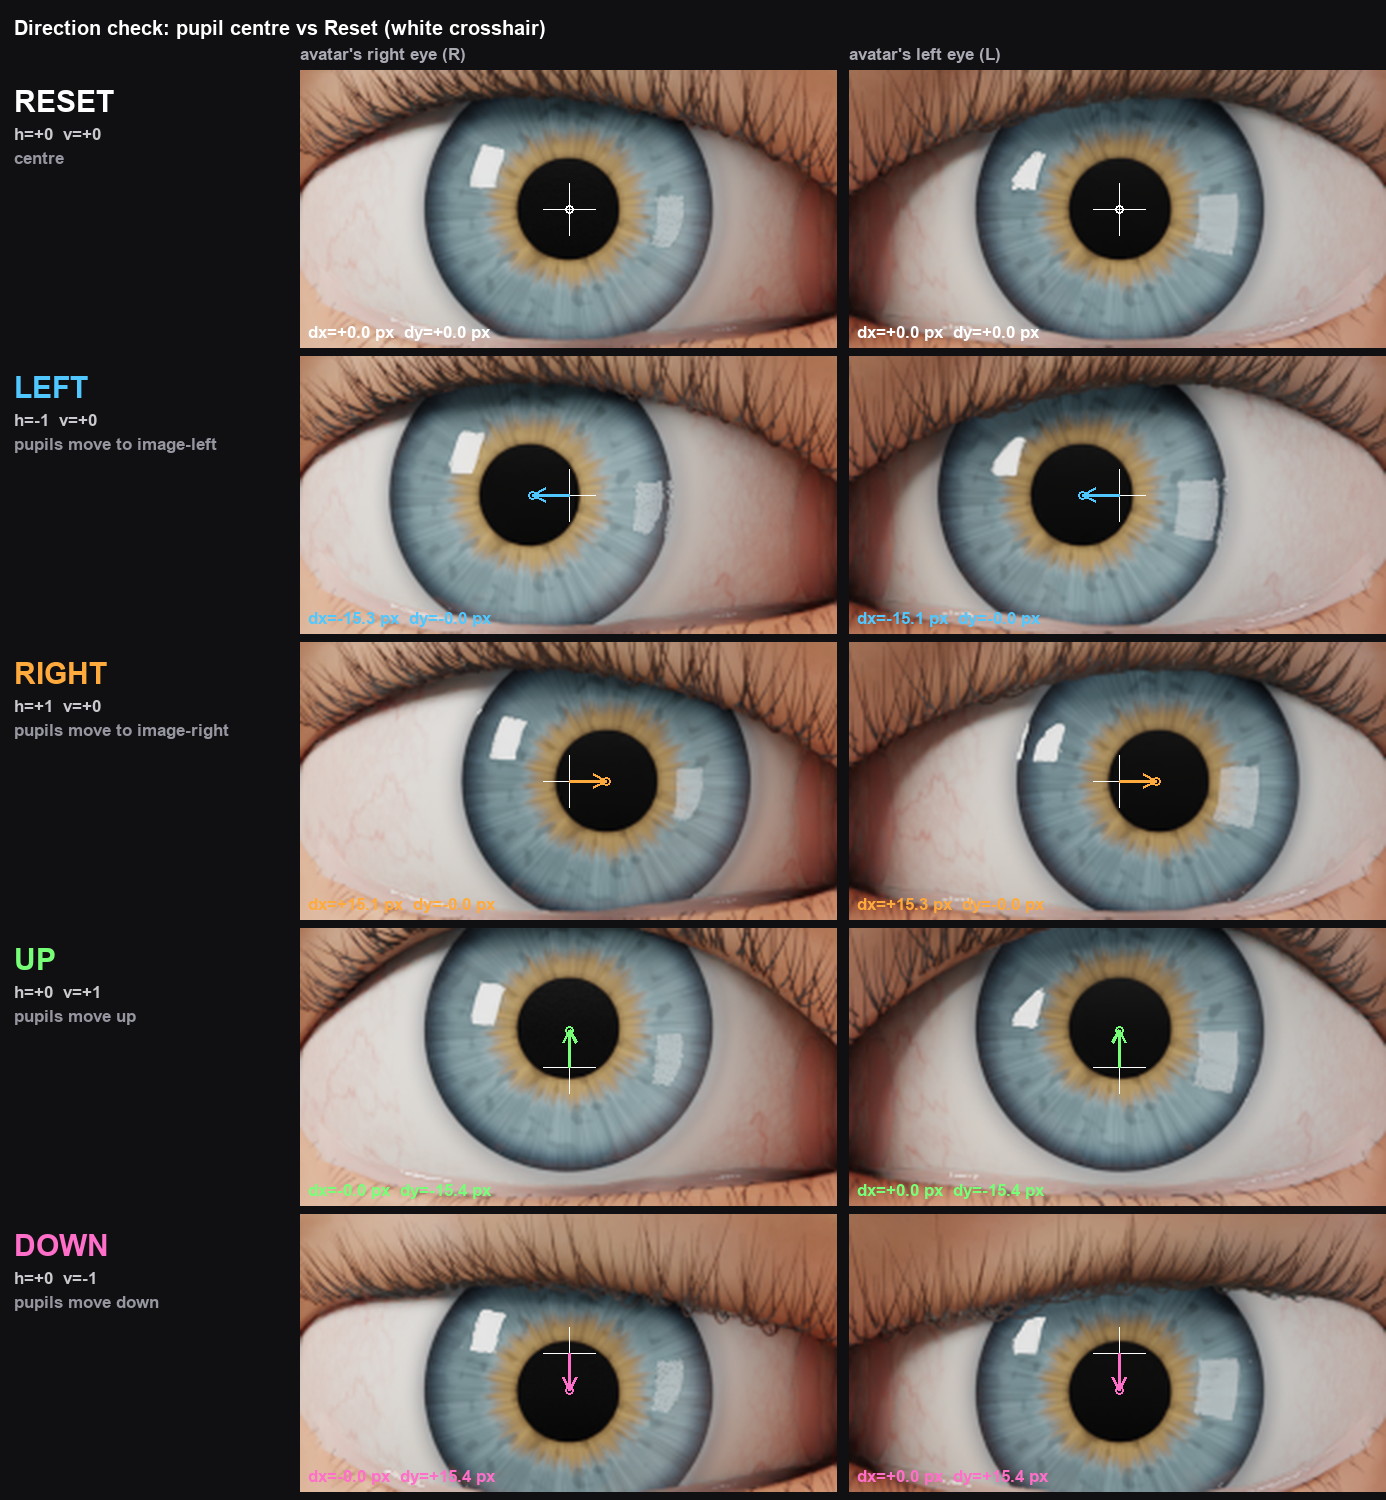 Direction check: pupil centre vs Reset (white crosshair)
avatar's right eye (R)
avatar's left eye (L)
RESET
h=+0 v=+0
centre
dx=+0.0 px dy=+0.0 px
dx=+0.0 px dy=+0.0 px
LEFT
h=-1 v=+0
pupils move to image-left
dx=-15.3 px dy=-0.0 px
dx=-15.1 px dy=-0.0 px
RIGHT
h=+1 v=+0
pupils move to image-right
px dy=-0.0 px
dx=+15.3 px dy=-0.0 px
UP
h=+0 v=+1
pupils move up
dx=-0.0 px dy=-15.4 px
dx=+0.0 px dy=-15.4 px
DOWN
h=+0 v=-1
pupils move down
dx=-0.0 px dy=+15.4 px
dx=+0.0 px dy=+15.4 px